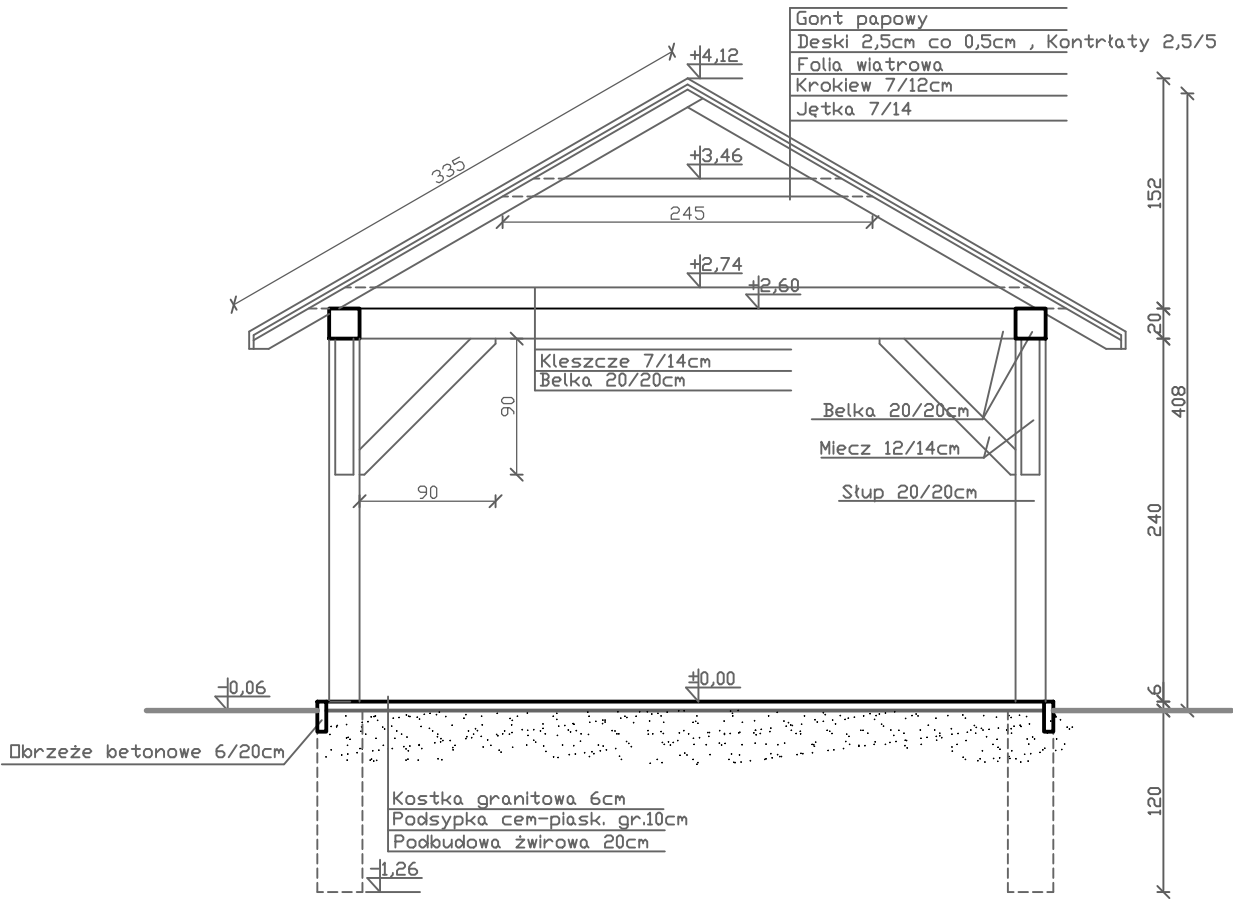 Gont papowy
Deski 2,5cm co 0,5cm , Kontrłaty 2,5/5
Folia wiatrowa
Krokiew 7/12cm
Jętka 7/14
+4,12
335
+3,46
152
245
+2,74
+2,60
20
Kleszcze 7/14cm
Belka 20/20cm
90
408
Belka 20/20cm
Miecz 12/14cm
90
Słup 20/20cm
240
-0,06
±0,00
6
Obrzeże betonowe 6/20cm
120
Kostka granitowa 6cm
Podsypka cem-piask. gr.10cm
Podbudowa żwirowa 20cm
-1,26